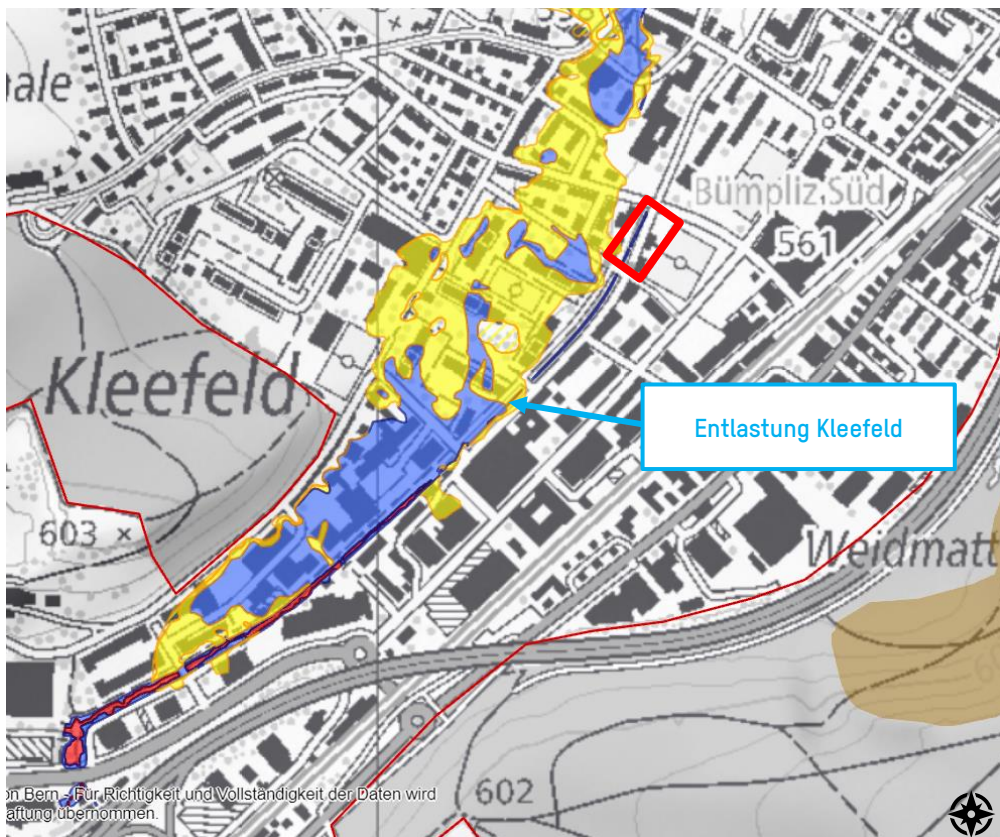 ale
Bümpliz Süd
561
Kleefeld
Entlastung Kleefeld
603
Weidmatt
602
on Bern - Für Richtigkeit und Vollständigkeit der Daten wird
aftung übernommen.